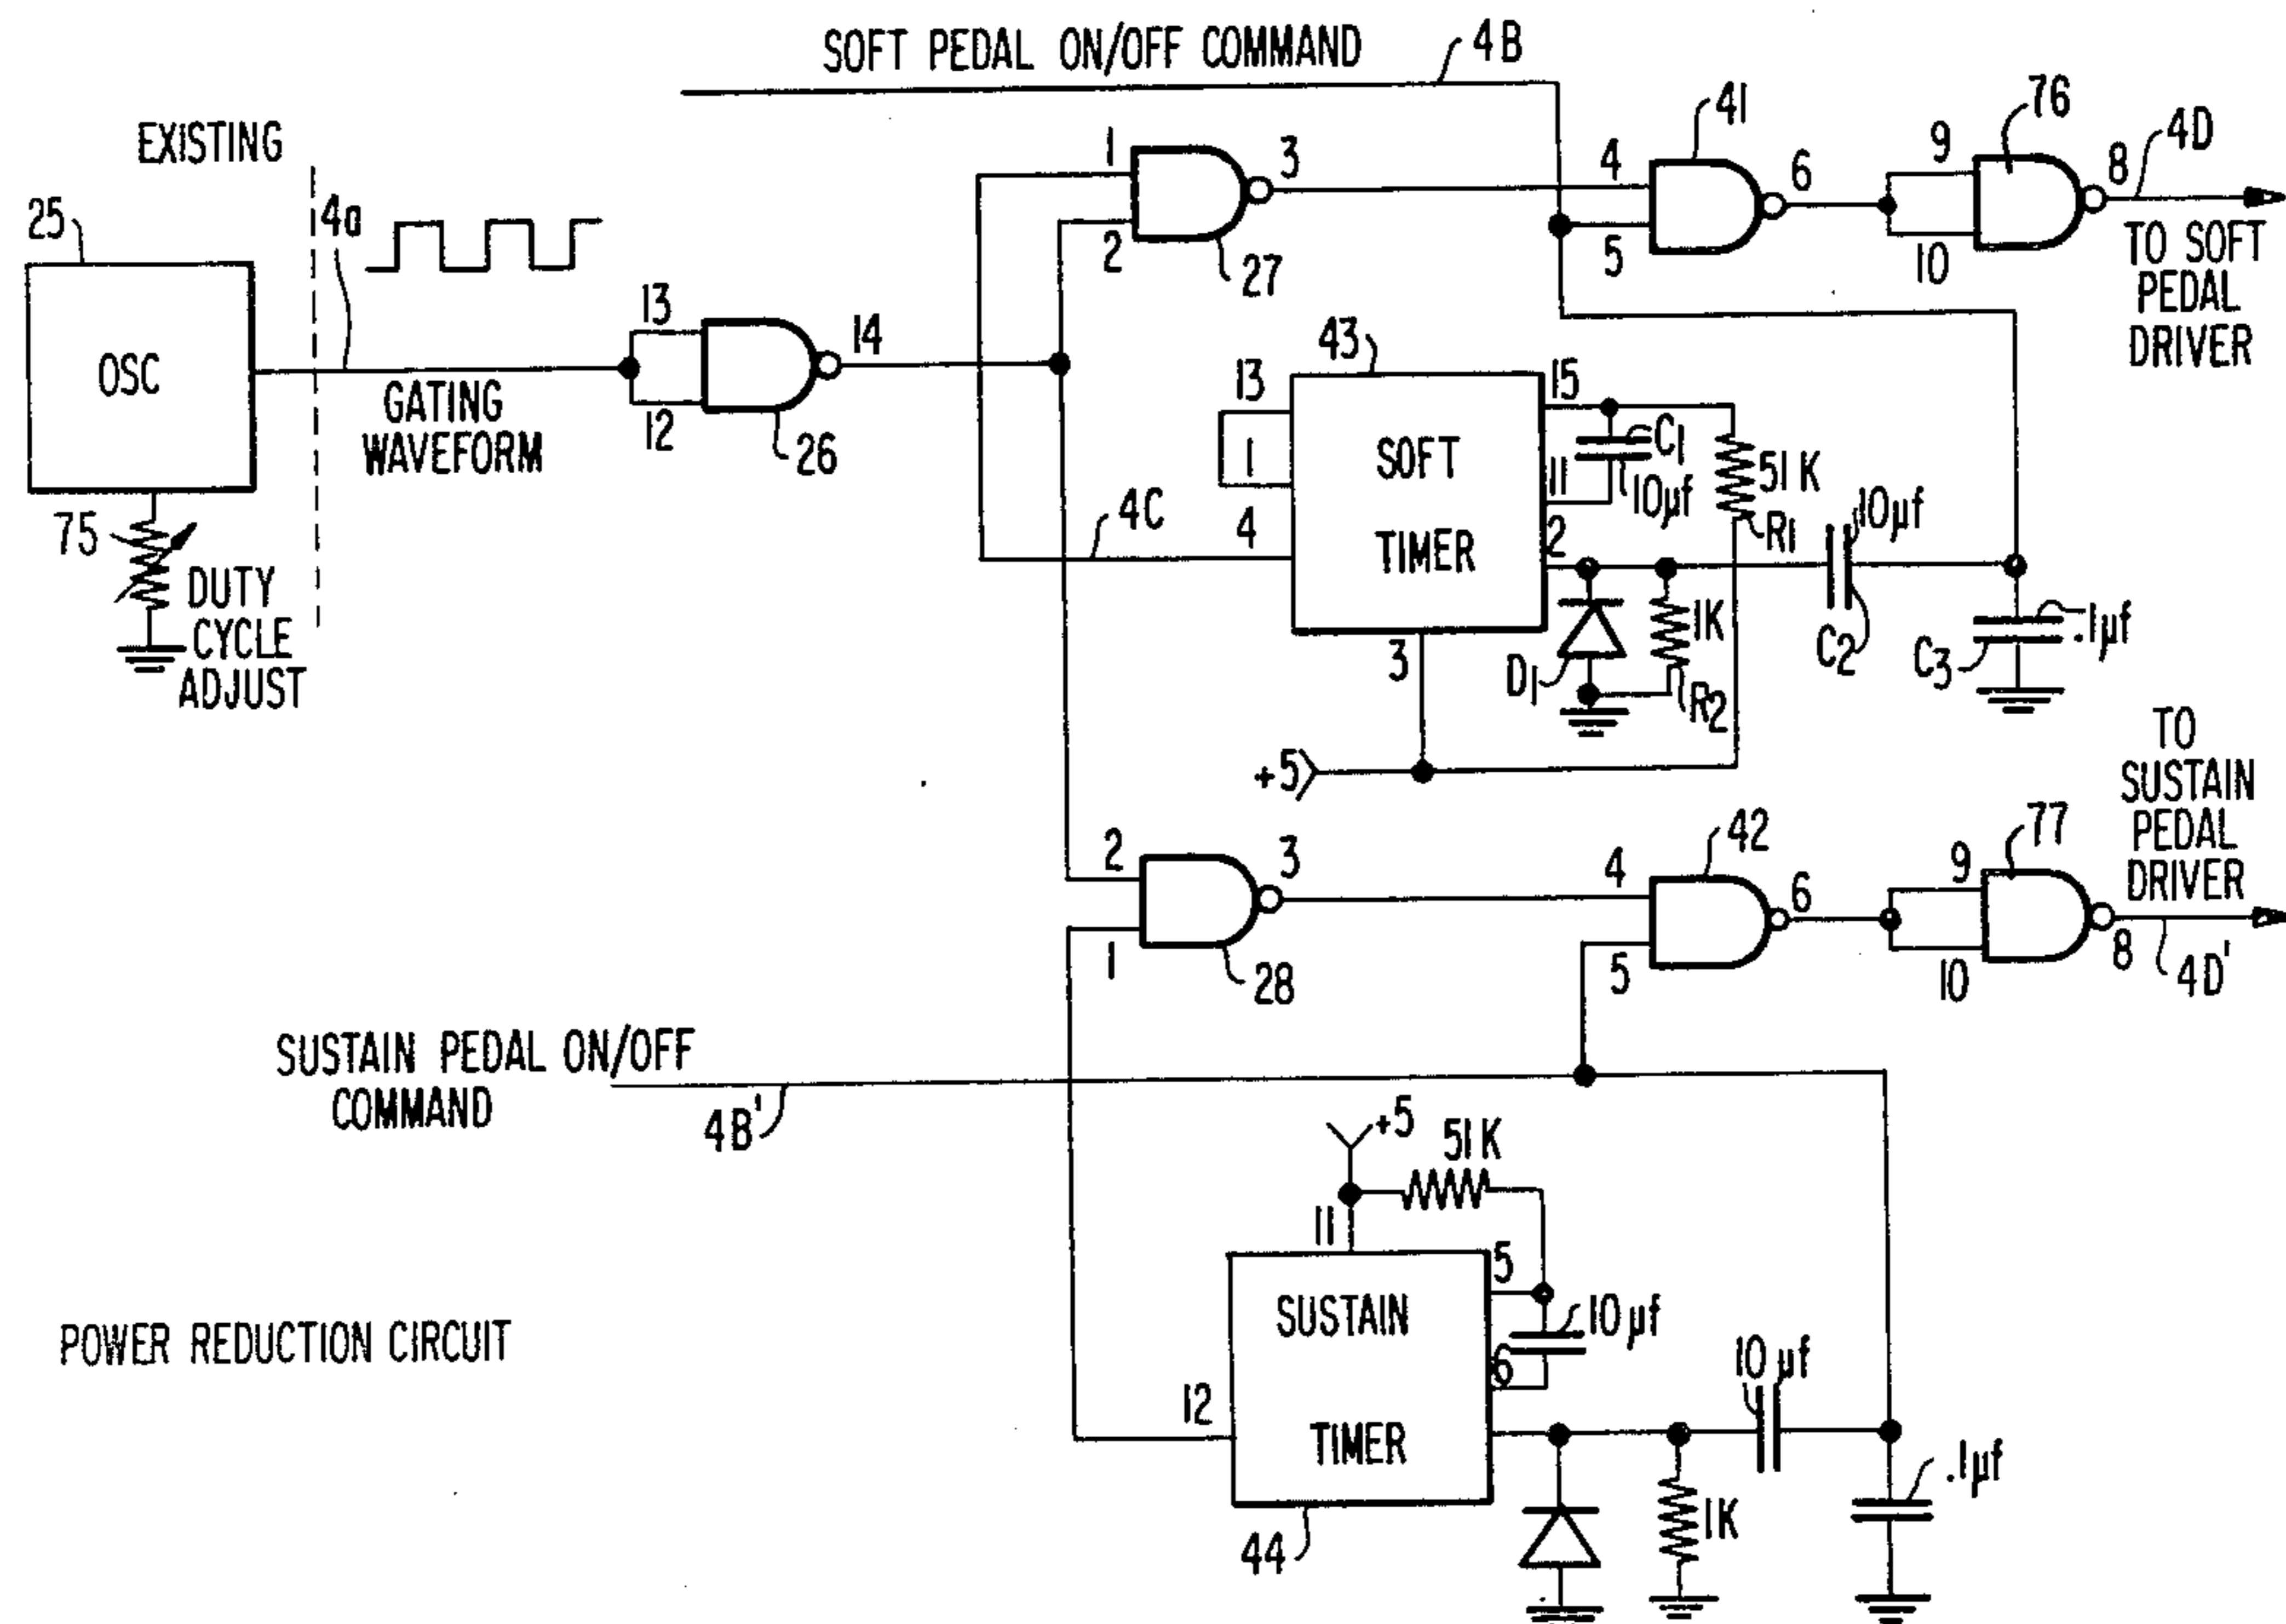 SOFT PEDAL ON/OFF COMMAND
4B
EXISTING
25
4a
OSC
GATING
WAVEFORM
75
DUTY
CYCLE
ADJUST
13
12
14
26
1
2
3
27
4
5
41
6
9
10
76
8
4D
TO SOFT
PEDAL
DRIVER
43
13
1
4
4C
SOFT
TIMER
15
11
2
3
C1
10µf
51K
R1
D1
1K
R2
10µf
C2
C3
.1µf
+5
2
1
3
28
4
5
42
6
9
10
77
8
4D'
TO
SUSTAIN
PEDAL
DRIVER
SUSTAIN PEDAL ON/OFF
COMMAND
4B'
+5
51K
11
5
6
12
SUSTAIN
TIMER
44
10µf
10µf
1K
.1µf
POWER REDUCTION CIRCUIT